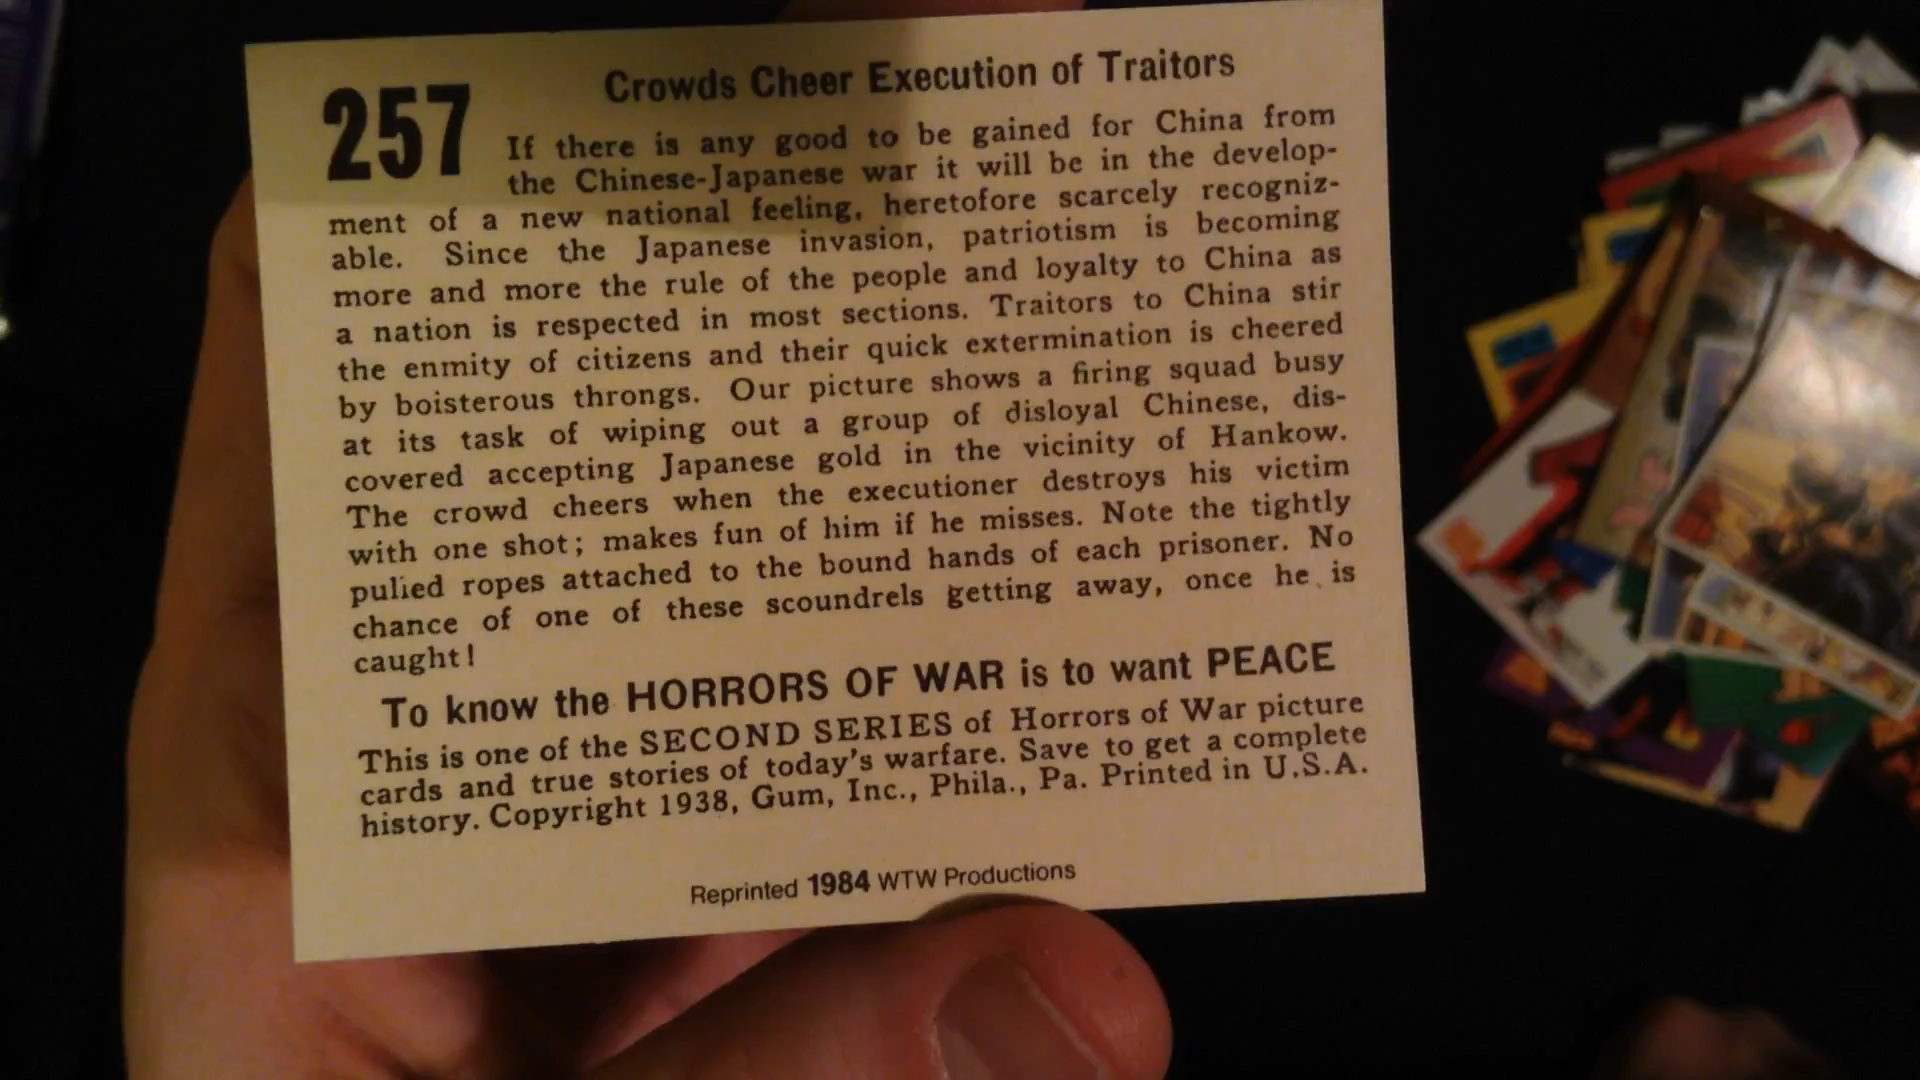 257
Crowds Cheer Execution of Traitors
If there is any good to be gained for China from
the Chinese-Japanese war it will be in the develop-
ment of a new national feeling, heretofore scarcely recogniz-
able. Since the Japanese invasion, patriotism is becoming
more and more the rule of the people and loyalty to China as
a nation is respected in most sections. Traitors to China stir
the enmity of citizens and their quick extermination is cheered
by boisterous throngs. Our picture shows a firing squad busy
at its task of wiping out a group of disloyal Chinese, dis-
covered accepting Japanese gold in the vicinity of Hankow.
The crowd cheers when the executioner destroys his victim
with one shot; makes fun of him if he misses. Note the tightly
pulled ropes attached to the bound hands of each prisoner. No
chance of one of these scoundrels getting away, once he is
caught!
To know the HORRORS OF WAR is to want PEACE
This is one of the SECOND SERIES of Horrors of War picture
cards and true stories of today's warfare. Save to get a complete
history. Copyright 1938, Gum, Inc., Phila., Pa. Printed in U.S.A.
Reprinted 1984 WTW Productions